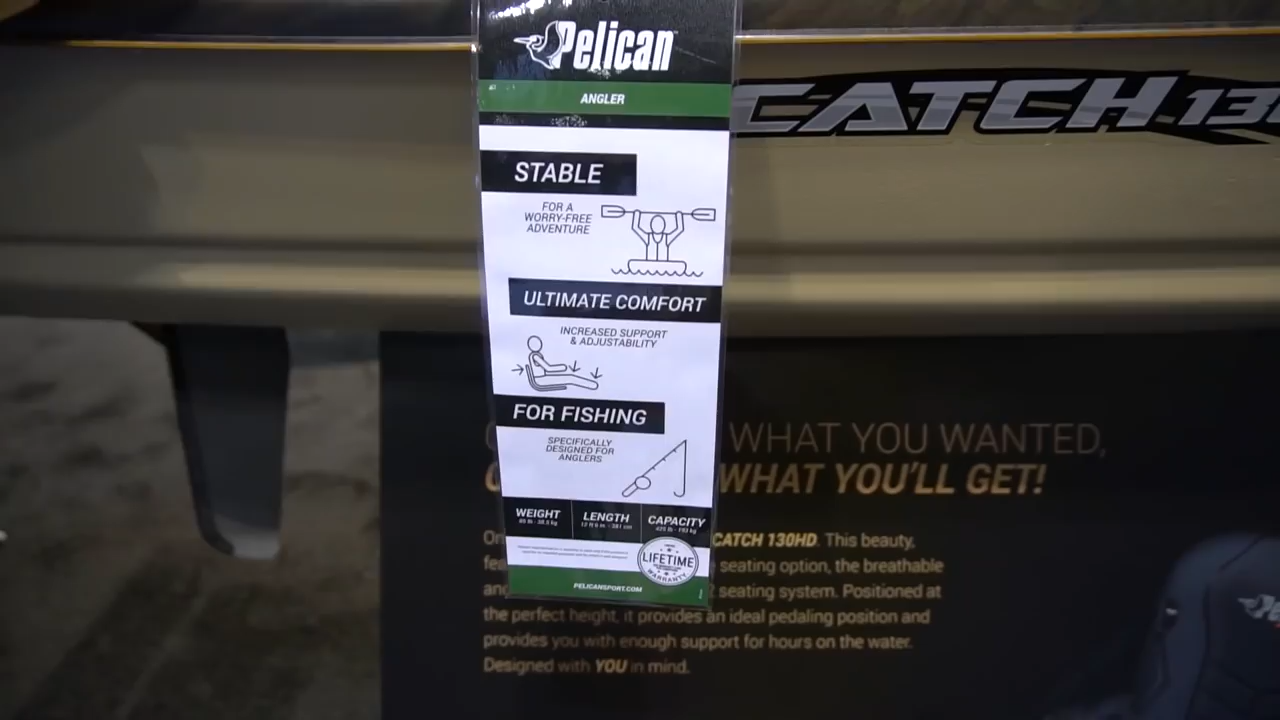 Pelican
ANGLER
CATCH 13
STABLE
FOR A
WORRY-FREE
ADVENTURE
ULTIMATE COMFORT
INCREASED SUPPORT
& ADJUSTABILITY
FOR FISHING
SPECIFICALLY
DESIGNED FOR
ANGLERS
WEIGHT
LENGTH
CAPACITY
LIFETIME
WARRANTY
PELICANSPORT.COM
WHAT YOU WANTED,
WHAT YOU'LL GET!
CATCH 130HD. This beauty,
seating option, the breathable
seating system. Positioned at
the perfect height, it provides an ideal pedaling position and
provides you with enough support for hours on the water.
Designed with YOU in mind.